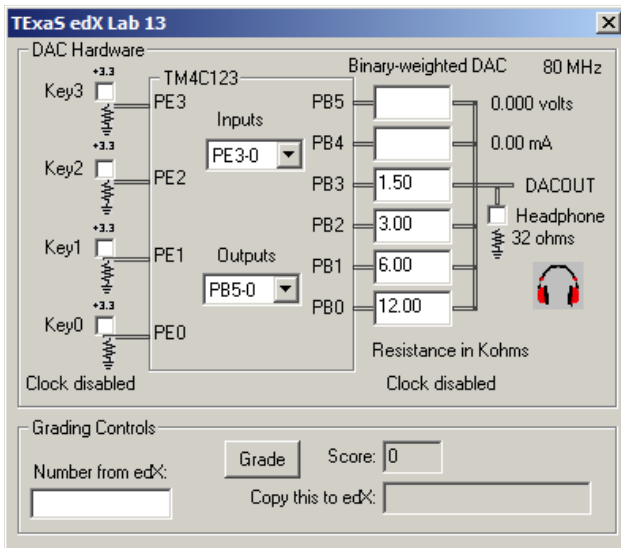 TExaS edX Lab 13
DAC Hardware
Binary-weighted DAC
80 MHz
+3.3
Key3
PE3
+3.3
Key2
PE2
+3.3
Key1
PE1
+3.3
Key0
PE0
Clock disabled
TM4C123
Inputs
PE3-0
Outputs
PB5-0
PB5
PB4
PB3
1.50
PB2
3.00
PB1
6.00
PB0
12.00
0.000 volts
0.00 mA
DACOUT
Headphone
32 ohms
Resistance in Kohms
Clock disabled
Grading Controls
Number from edX:
Grade
Score:
0
Copy this to edX: